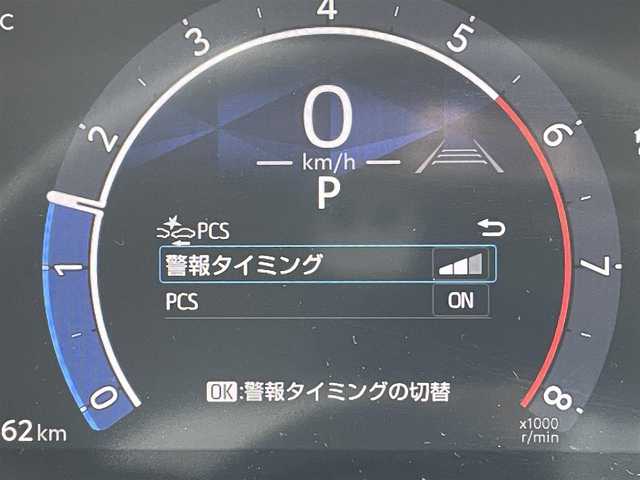 C
4
3
5
2
6
0
km/h
P
PCS
警報タイミング
1
7
PCS ON
OK:警報タイミングの切替
0
8
62km
x1000
r/min